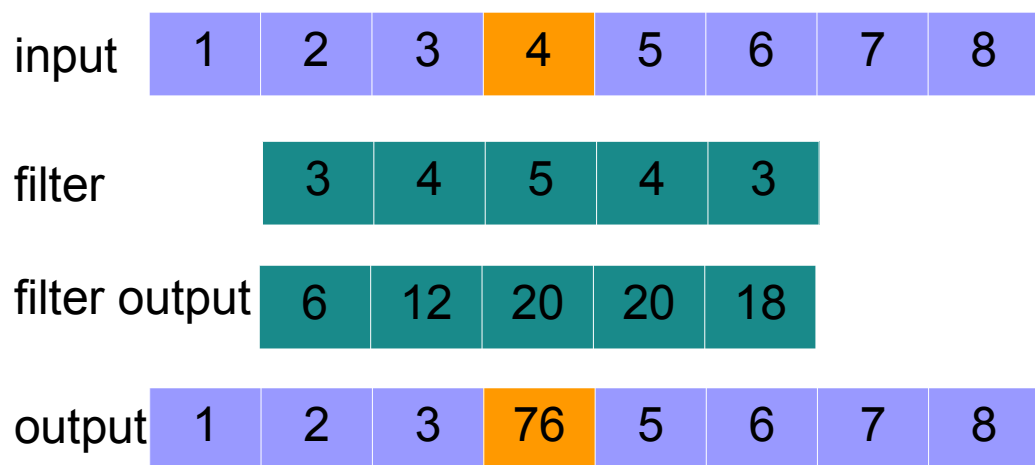 input 1 2 3 4 5 6 7 8
filter 3 4 5 4 3
filter output 6 12 20 20 18
output 1 2 3 76 5 6 7 8